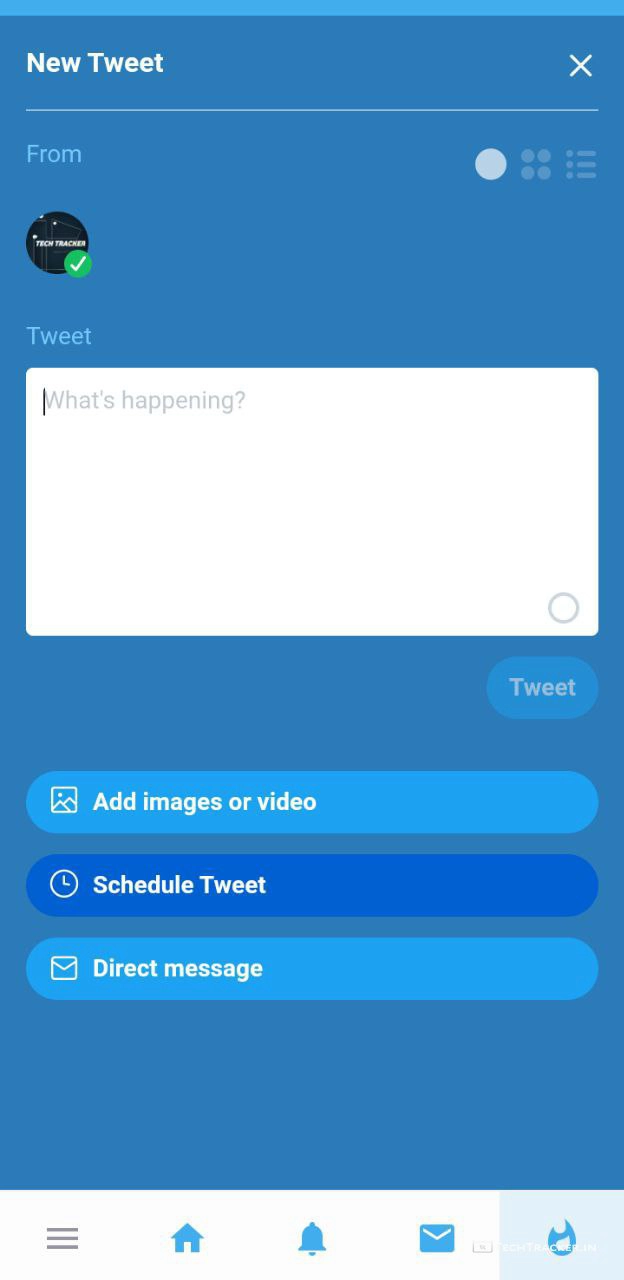 New Tweet
From
TECH TRACKER
Tweet
What's happening?
Tweet
Add images or video
Schedule Tweet
Direct message
TECHTRACKER.IN